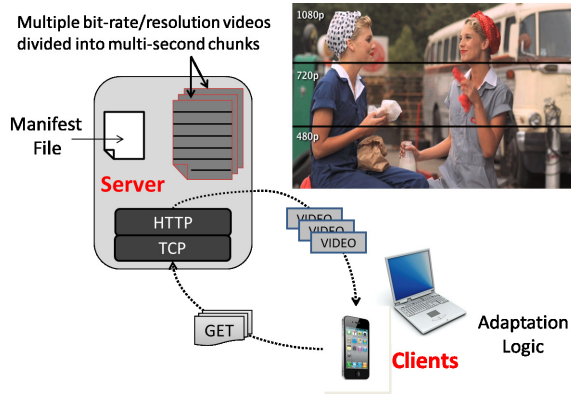 Multiple bit-rate/resolution videos
divided into multi-second chunks
1080p
720p
480p
Manifest
File
Server
HTTP
TCP
VIDEO
VIDEO
VIDEO
GET
Clients
Adaptation
Logic